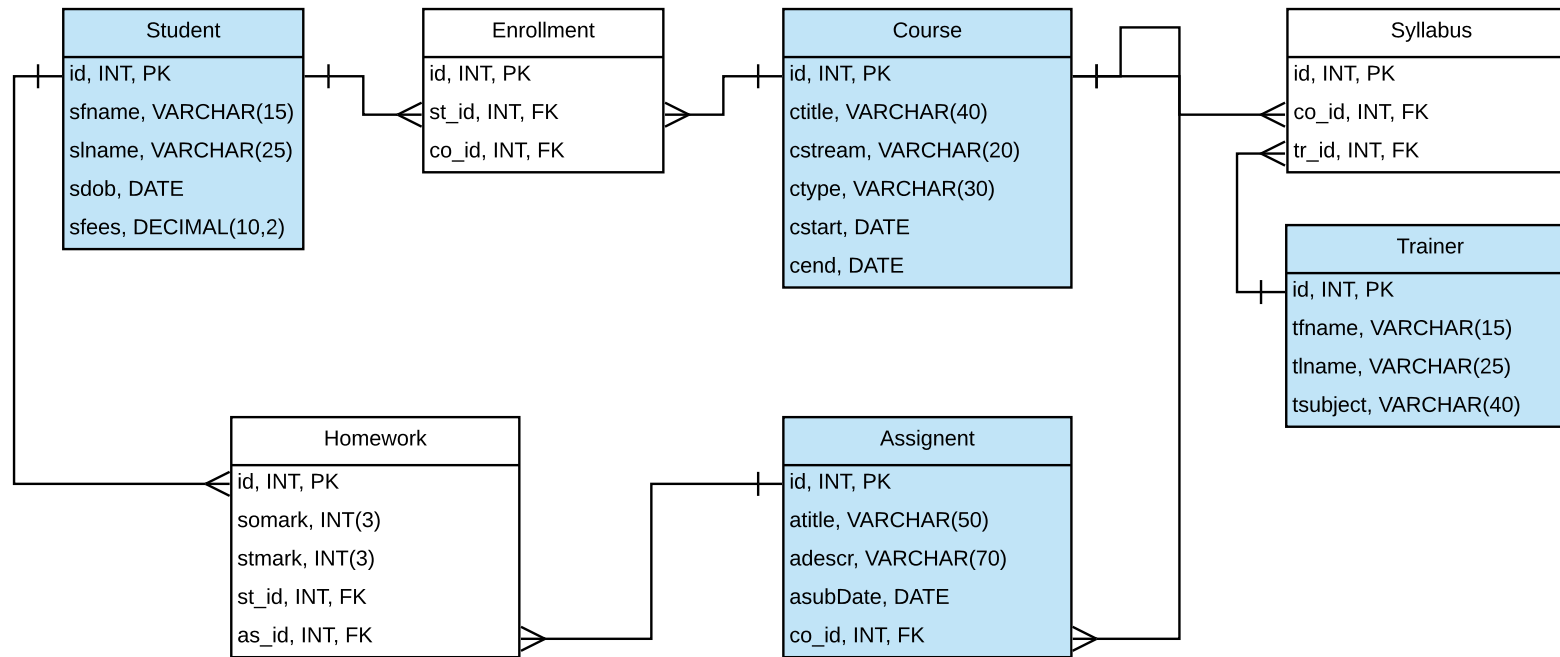 Student
id, INT, PK
sfname, VARCHAR(15)
slname, VARCHAR(25)
sdob, DATE
sfees, DECIMAL(10,2)
Enrollment
id, INT, PK
st_id, INT, FK
co_id, INT, FK
Course
id, INT, PK
ctitle, VARCHAR(40)
cstream, VARCHAR(20)
ctype, VARCHAR(30)
cstart, DATE
cend, DATE
Syllabus
id, INT, PK
co_id, INT, FK
tr_id, INT, FK
Trainer
id, INT, PK
tfname, VARCHAR(15)
tlname, VARCHAR(25)
tsubject, VARCHAR(40)
Homework
id, INT, PK
somark, INT(3)
stmark, INT(3)
st_id, INT, FK
as_id, INT, FK
Assignent
id, INT, PK
atitle, VARCHAR(50)
adescr, VARCHAR(70)
asubDate, DATE
co_id, INT, FK